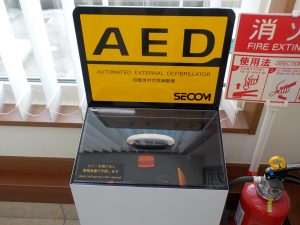 AED
AUTOMATED EXTERNAL DEFIBRILLATOR
自動体外式除細動器
SECOM
消
FIRE EXTIN
使用法
DIRECTION